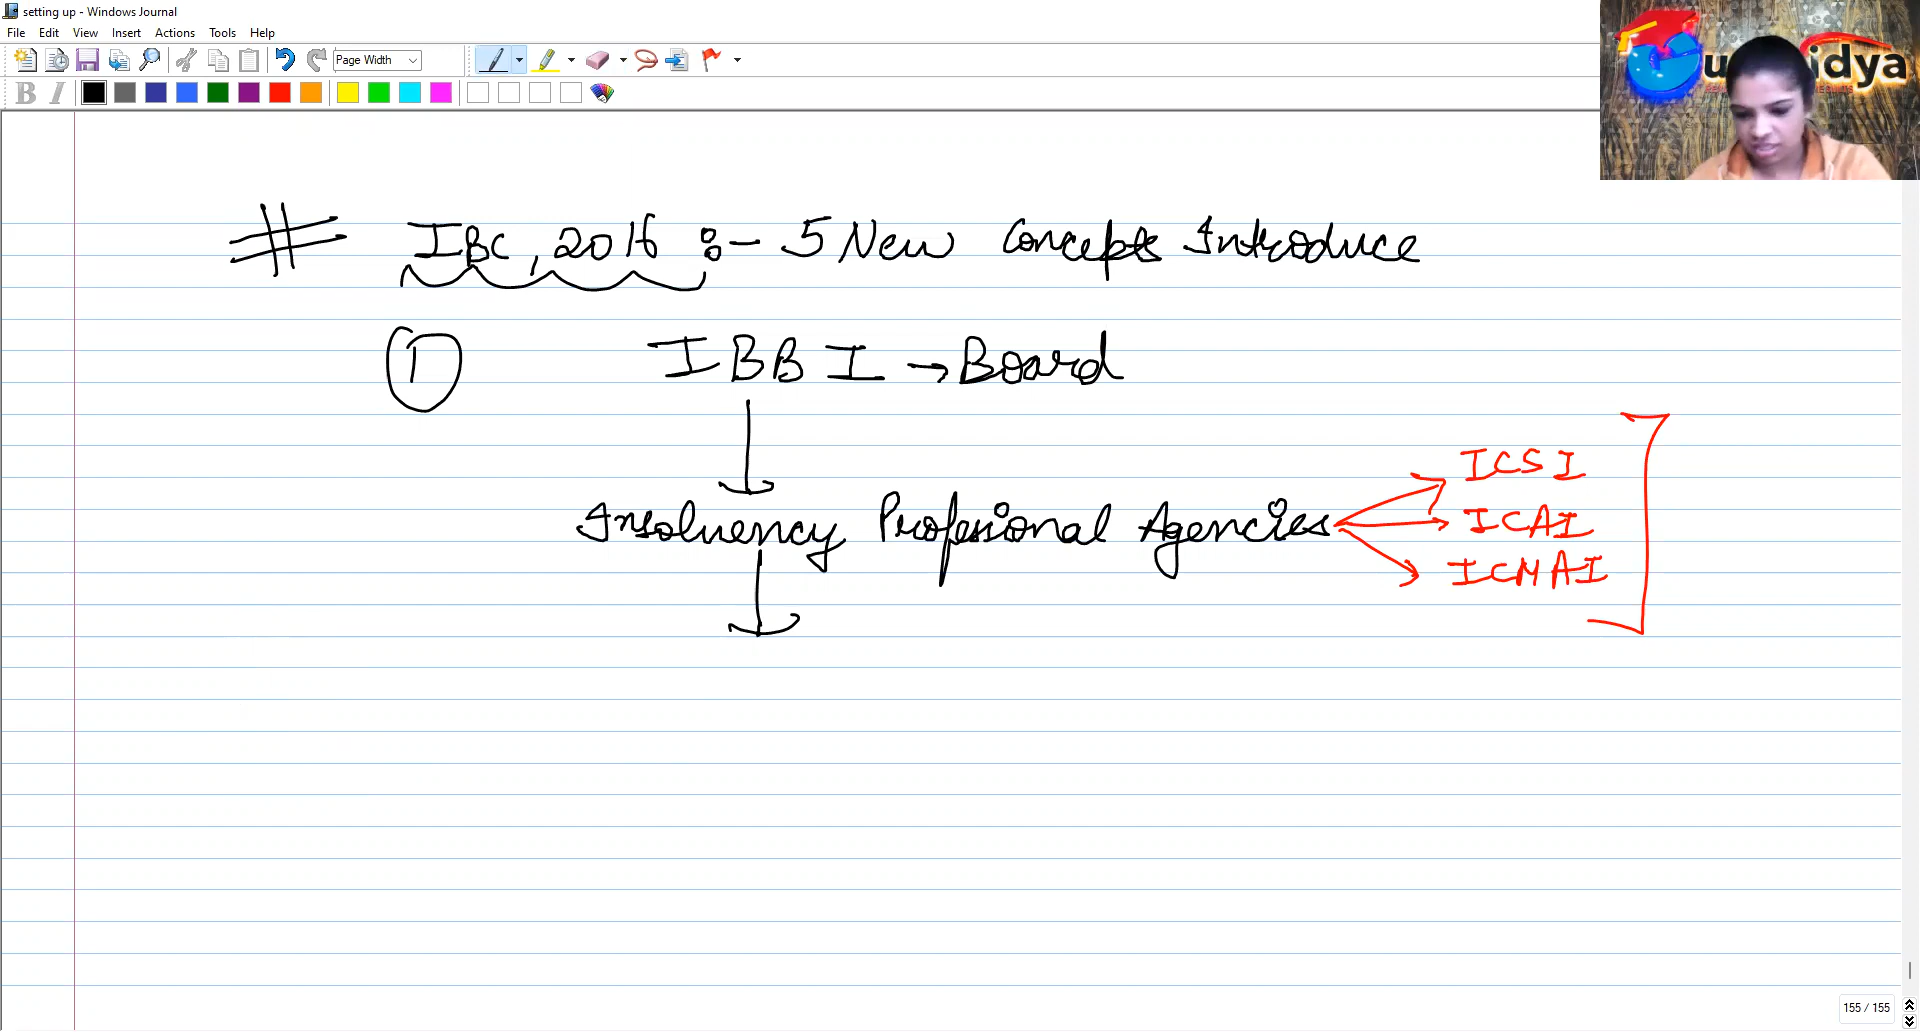 setting up - Windows Journal
File Edit View Insert Actions Tools Help
Page Width
B I
# IBC, 2016 :- 5 New Concepts Introduce
1 IBBI → Board
Insolvency Professional Agencies
ICSI
ICAI
ICMAI
155 / 155